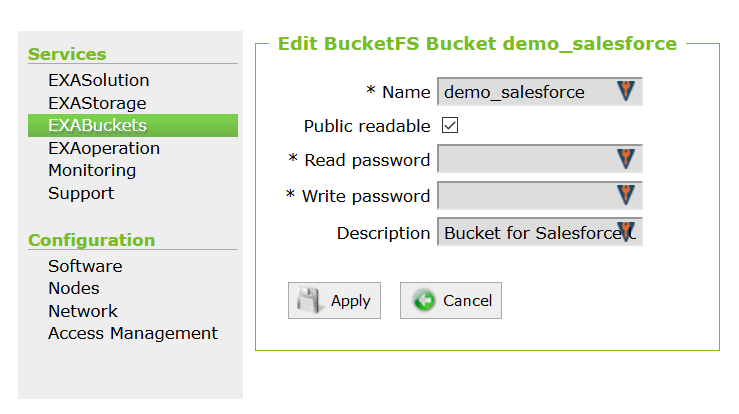 Services
EXASolution
EXAStorage
EXABuckets
EXAoperation
Monitoring
Support
Configuration
Software
Nodes
Network
Access Management
Edit BucketFS Bucket demo_salesforce
* Name demo_salesforce
Public readable
* Read password
* Write password
Description Bucket for Salesforce
Apply Cancel